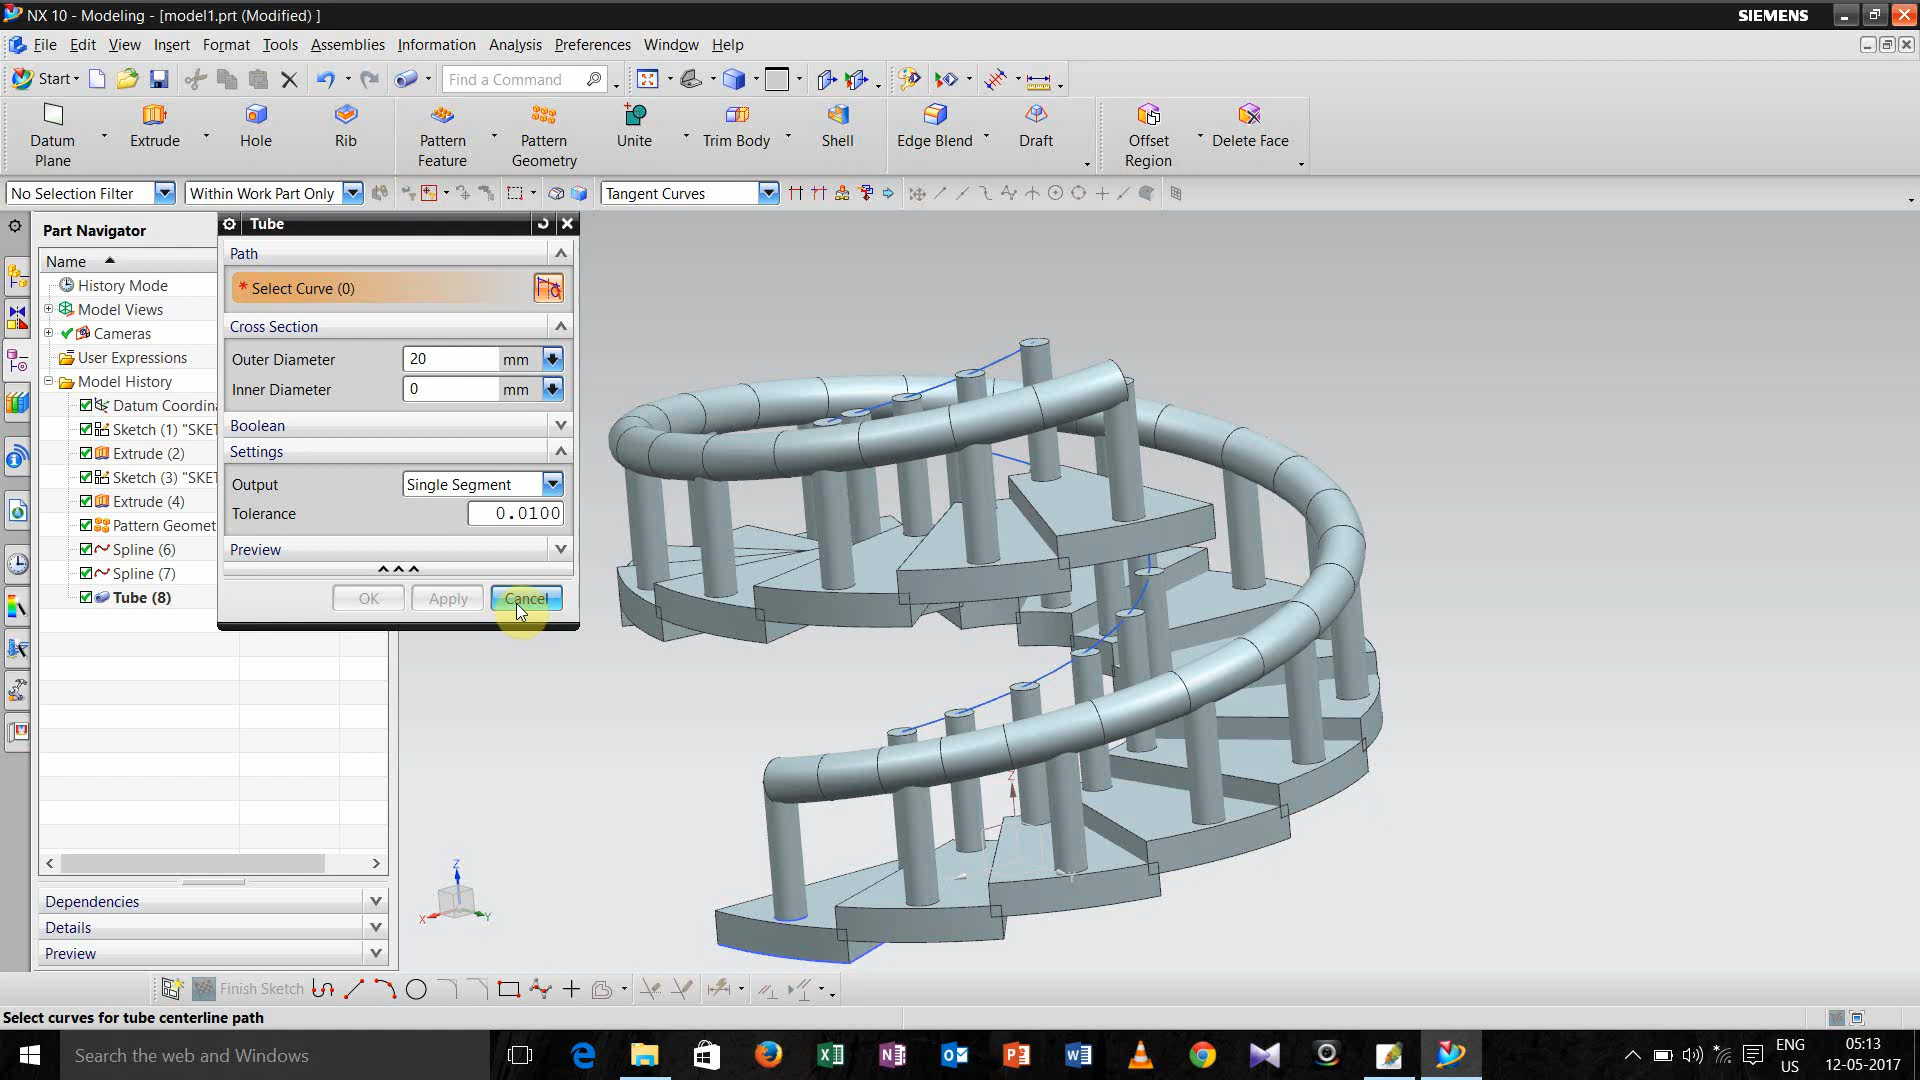 NX 10 - Modeling - [model1.prt (Modified) ]
SIEMENS
File Edit View Insert Format Tools Assemblies Information Analysis Preferences Window Help
Start
Find a Command
Datum Plane
Extrude
Hole
Rib
Pattern Feature
Pattern Geometry
Unite
Trim Body
Shell
Edge Blend
Draft
Offset Region
Delete Face
No Selection Filter
Within Work Part Only
Tangent Curves
Part Navigator
Name
History Mode
Model Views
Cameras
User Expressions
Model History
Datum Coordina
Sketch (1) "SKET
Extrude (2)
Sketch (3) "SKET
Extrude (4)
Pattern Geomet
Spline (6)
Spline (7)
Tube (8)
Tube
Path
* Select Curve (0)
Cross Section
Outer Diameter 20 mm
Inner Diameter 0 mm
Boolean
Settings
Output Single Segment
Tolerance 0.0100
Preview
OK Apply Cancel
Z
X
Y
Z
Y
Dependencies
Details
Preview
Finish Sketch
Select curves for tube centerline path
Search the web and Windows
ENG
US
05:13
12-05-2017